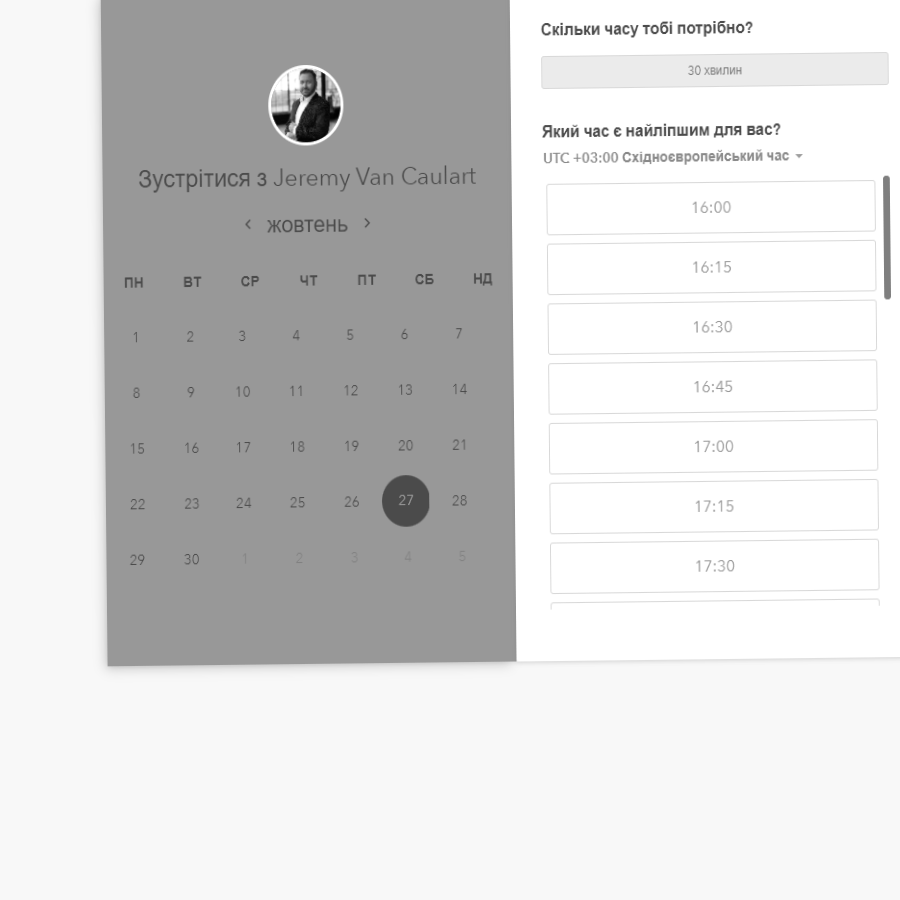 Зустрітися з Jeremy Van Caulart
жовтень
ПН ВТ СР ЧТ ПТ СБ НД
1 2 3 4 5 6 7
8 9 10 11 12 13 14
15 16 17 18 19 20 21
22 23 24 25 26 27 28
29 30 1 2 3 4 5
Скільки часу тобі потрібно?
30 хвилин
Який час є найліпшим для вас?
UTC +03:00 Східноєвропейський час
16:00
16:15
16:30
16:45
17:00
17:15
17:30